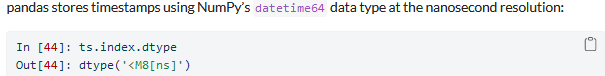 pandas stores timestamps using NumPy’s datetime64 data type at the nanosecond resolution:
In [44]: ts.index.dtype
Out[44]: dtype('<M8[ns]')